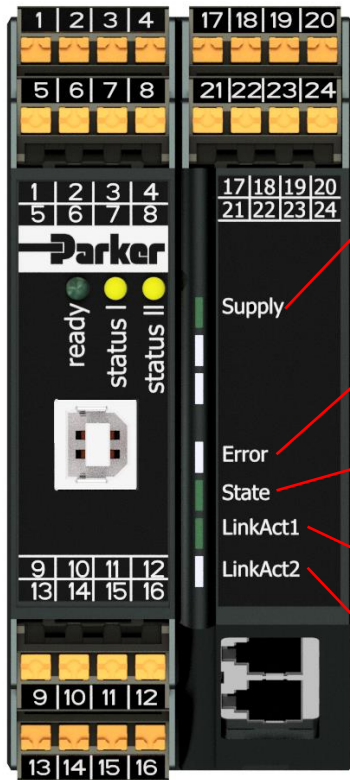 1 2 3 4
17 18 19 20
5 6 7 8
21 22 23 24
1 2 3 4
5 6 7 8
17 18 19 20
21 22 23 24
Parker
ready
status I
status II
Supply
Error
State
LinkAct1
LinkAct2
9 10 11 12
13 14 15 16
9 10 11 12
13 14 15 16